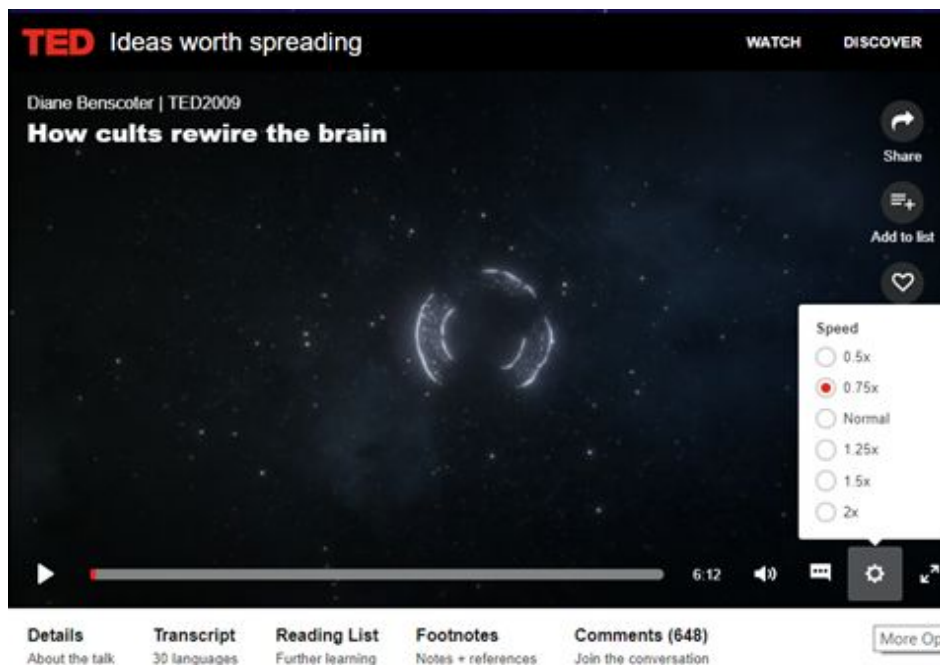 TED Ideas worth spreading WATCH DISCOVER
Diane Benscoter | TED2009
How cults rewire the brain
Share
Add to list
Speed
0.5x
0.75x
Normal
1.25x
1.5x
2x
6:12
Details Transcript Reading List Footnotes Comments (648)
About the talk 30 languages Further learning Notes + references Join the conversation
More Op